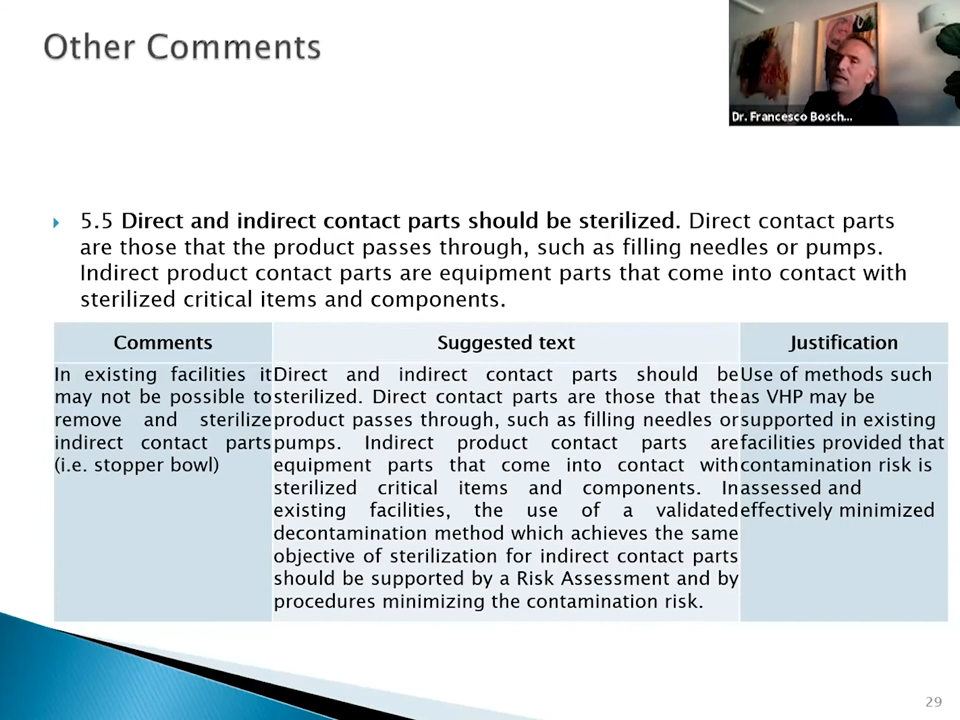 Other Comments
Dr. Francesco Bosch...
5.5 Direct and indirect contact parts should be sterilized. Direct contact parts
are those that the product passes through, such as filling needles or pumps.
Indirect product contact parts are equipment parts that come into contact with
sterilized critical items and components.
Comments
In existing facilities it
may not be possible to
remove and sterilize
indirect contact parts
(i.e. stopper bowl)
Suggested text
Direct and indirect contact parts should be
sterilized. Direct contact parts are those that the
product passes through, such as filling needles or
pumps. Indirect product contact parts are
equipment parts that come into contact with
sterilized critical items and components. In
existing facilities, the use of a validated
decontamination method which achieves the same
objective of sterilization for indirect contact parts
should be supported by a Risk Assessment and by
procedures minimizing the contamination risk.
Justification
Use of methods such
as VHP may be
supported in existing
facilities provided that
contamination risk is
assessed and
effectively minimized
29